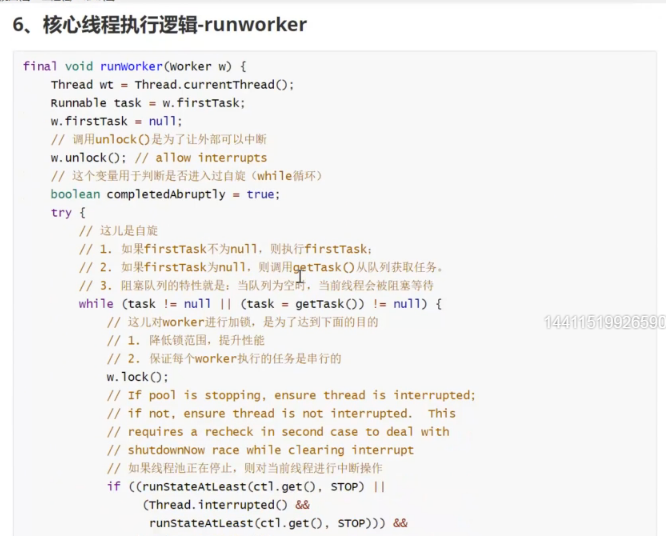 6、核心线程执行逻辑-runworker
final void runWorker(Worker w) {
    Thread wt = Thread.currentThread();
    Runnable task = w.firstTask;
    w.firstTask = null;
    // 调用unlock()是为了让外部可以中断
    w.unlock(); // allow interrupts
    // 这个变量用于判断是否进入过自旋（while循环）
    boolean completedAbruptly = true;
    try {
        // 这儿是自旋
        // 1. 如果firstTask不为null，则执行firstTask;
        // 2. 如果firstTask为null，则调用getTask()从队列获取任务。
        // 3. 阻塞队列的特性就是：当队列为空时，当前线程会被阻塞等待
        while (task != null || (task = getTask()) != null) {
            // 这儿对worker进行加锁，是为了达到下面的目的
            // 1. 降低锁范围，提升性能
            // 2. 保证每个worker执行的任务是串行的
            w.lock();
            // If pool is stopping, ensure thread is interrupted;
            // if not, ensure thread is not interrupted.  This
            // requires a recheck in second case to deal with
            // shutdownNow race while clearing interrupt
            // 如果线程池正在停止，则对当前线程进行中断操作
            if ((runStateAtLeast(ctl.get(), STOP) ||
                 (Thread.interrupted() &&
                  runStateAtLeast(ctl.get(), STOP))) &&